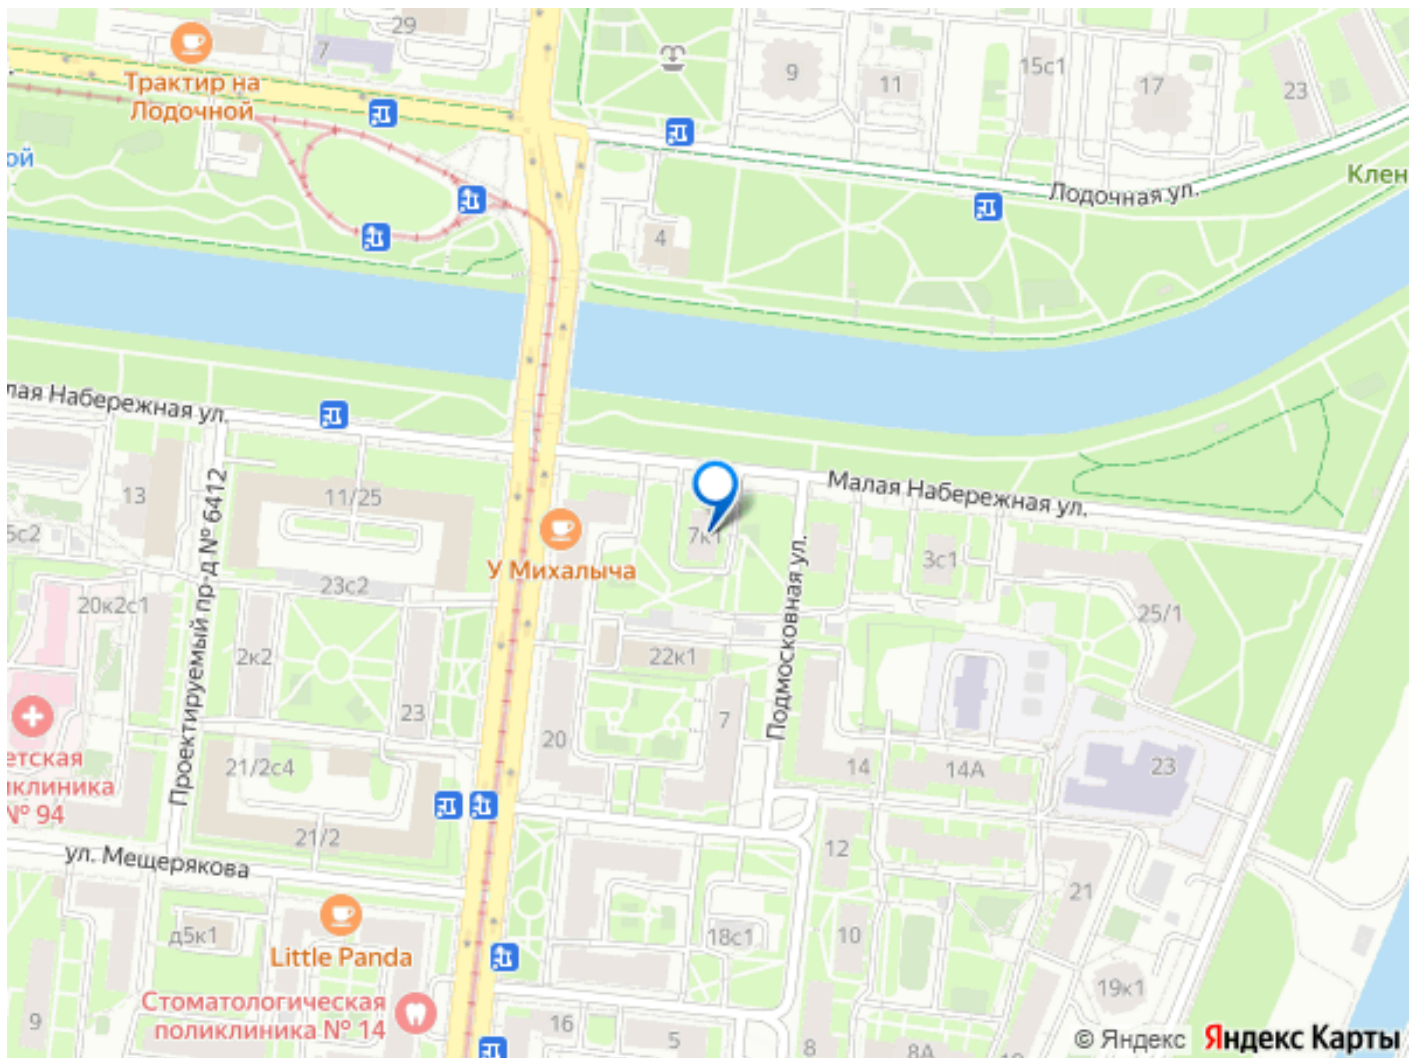 29
7
Трактир на
Лодочной
9
11
15с1
17
23
ой
Лодочная ул.
Клен
4
лая Набережная ул.
Малая Набережная ул.
13
11/25
Проектируемый пр-д № 6412
5с2
7к1
У Михалыча
Подмосковная ул.
3с1
23с2
20к2с1
25/1
2к2
22к1
23
7
20
етская
иклиника
№ 94
21/2с4
14
14А
23
21/2
12
ул. Мещерякова
21
д5к1
18с1
10
Little Panda
Стоматологическая
поликлиника № 14
19к1
9
16
5
8
8А
10
© Яндекс Яндекс Карты